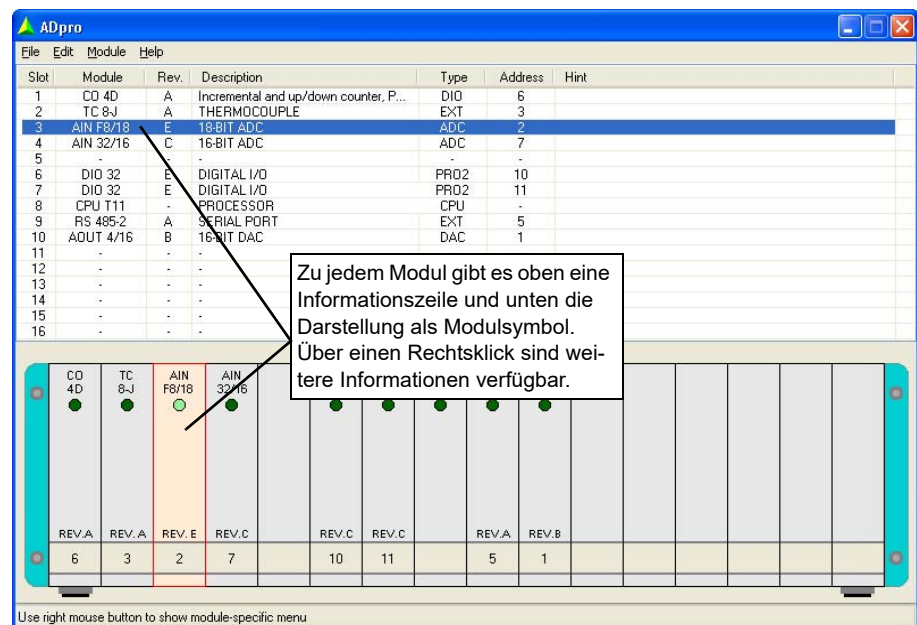 ADpro
File Edit Module Help
Slot Module Rev. Description Type Address Hint
1 CO 4D A Incremental and up/down counter, P... DIO 6
2 TC 8-J A THERMOCOUPLE EXT 3
3 AIN F8/18 E 18-BIT ADC ADC 2
4 AIN 32/16 C 16-BIT ADC ADC 7
5 - - - - -
6 DIO 32 E DIGITAL I/O PRO2 10
7 DIO 32 E DIGITAL I/O PRO2 11
8 CPU T11 - PROCESSOR CPU -
9 RS 485-2 A SERIAL PORT EXT 5
10 AOUT 4/16 B 16-BIT DAC DAC 1
11 - - -
12 - - -
13 - - -
14 - - -
15 - - -
16 - - -
Zu jedem Modul gibt es oben eine
Informationszeile und unten die
Darstellung als Modulsymbol.
Über einen Rechtsklick sind wei-
tere Informationen verfügbar.
CO TC AIN AIN
4D 8-J F8/18 32/16
REV.A REV.A REV.E REV.C REV.C REV.C REV.A REV.B
6 3 2 7 10 11 5 1
Use right mouse button to show module-specific menu